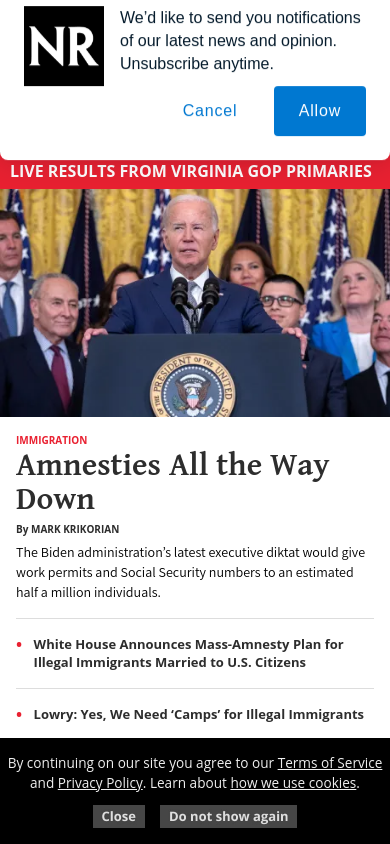 NR
We’d like to send you notifications
of our latest news and opinion.
Unsubscribe anytime.
Cancel
Allow
LIVE RESULTS FROM VIRGINIA GOP PRIMARIES
IMMIGRATION
Amnesties All the Way
Down
By MARK KRIKORIAN
The Biden administration’s latest executive diktat would give
work permits and Social Security numbers to an estimated
half a million individuals.
• White House Announces Mass-Amnesty Plan for
Illegal Immigrants Married to U.S. Citizens
• Lowry: Yes, We Need ‘Camps’ for Illegal Immigrants
By continuing on our site you agree to our Terms of Service
and Privacy Policy. Learn about how we use cookies.
Close
Do not show again